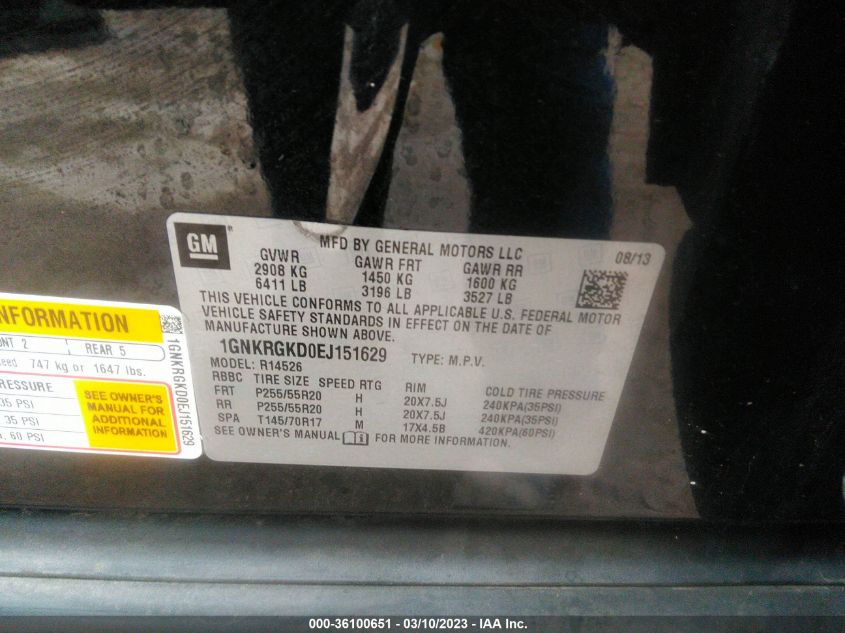 GM
MFD BY GENERAL MOTORS LLC
08/13
GVWR GAWR FRT GAWR RR
2908 KG 1450 KG 1600 KG
6411 LB 3196 LB 3527 LB
THIS VEHICLE CONFORMS TO ALL APPLICABLE U.S. FEDERAL MOTOR
VEHICLE SAFETY STANDARDS IN EFFECT ON THE DATE OF
MANUFACTURE SHOWN ABOVE.
1GNKRGKD0EJ151629 TYPE: M.P.V.
MODEL: R14526
RBBC TIRE SIZE SPEED RTG RIM COLD TIRE PRESSURE
FRT P255/55R20 H 20X7.5J 240KPA(35PSI)
RR P255/55R20 H 20X7.5J 240KPA(35PSI)
SPA T145/70R17 M 17X4.5B 420KPA(60PSI)
SEE OWNER'S MANUAL FOR MORE INFORMATION.
INFORMATION
2 REAR 5
747 kg or 1647 lbs.
PRESSURE
35 PSI
35 PSI
60 PSI
SEE OWNER'S
MANUAL FOR
ADDITIONAL
INFORMATION
1GNKRGKD0EJ151629
000-36100651 — 03/10/2023 — IAA Inc.